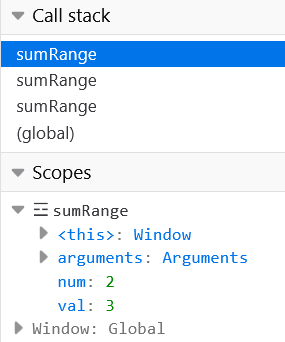 Call stack
sumRange
sumRange
sumRange
(global)
Scopes
sumRange
<this>: Window
arguments: Arguments
num: 2
val: 3
Window: Global